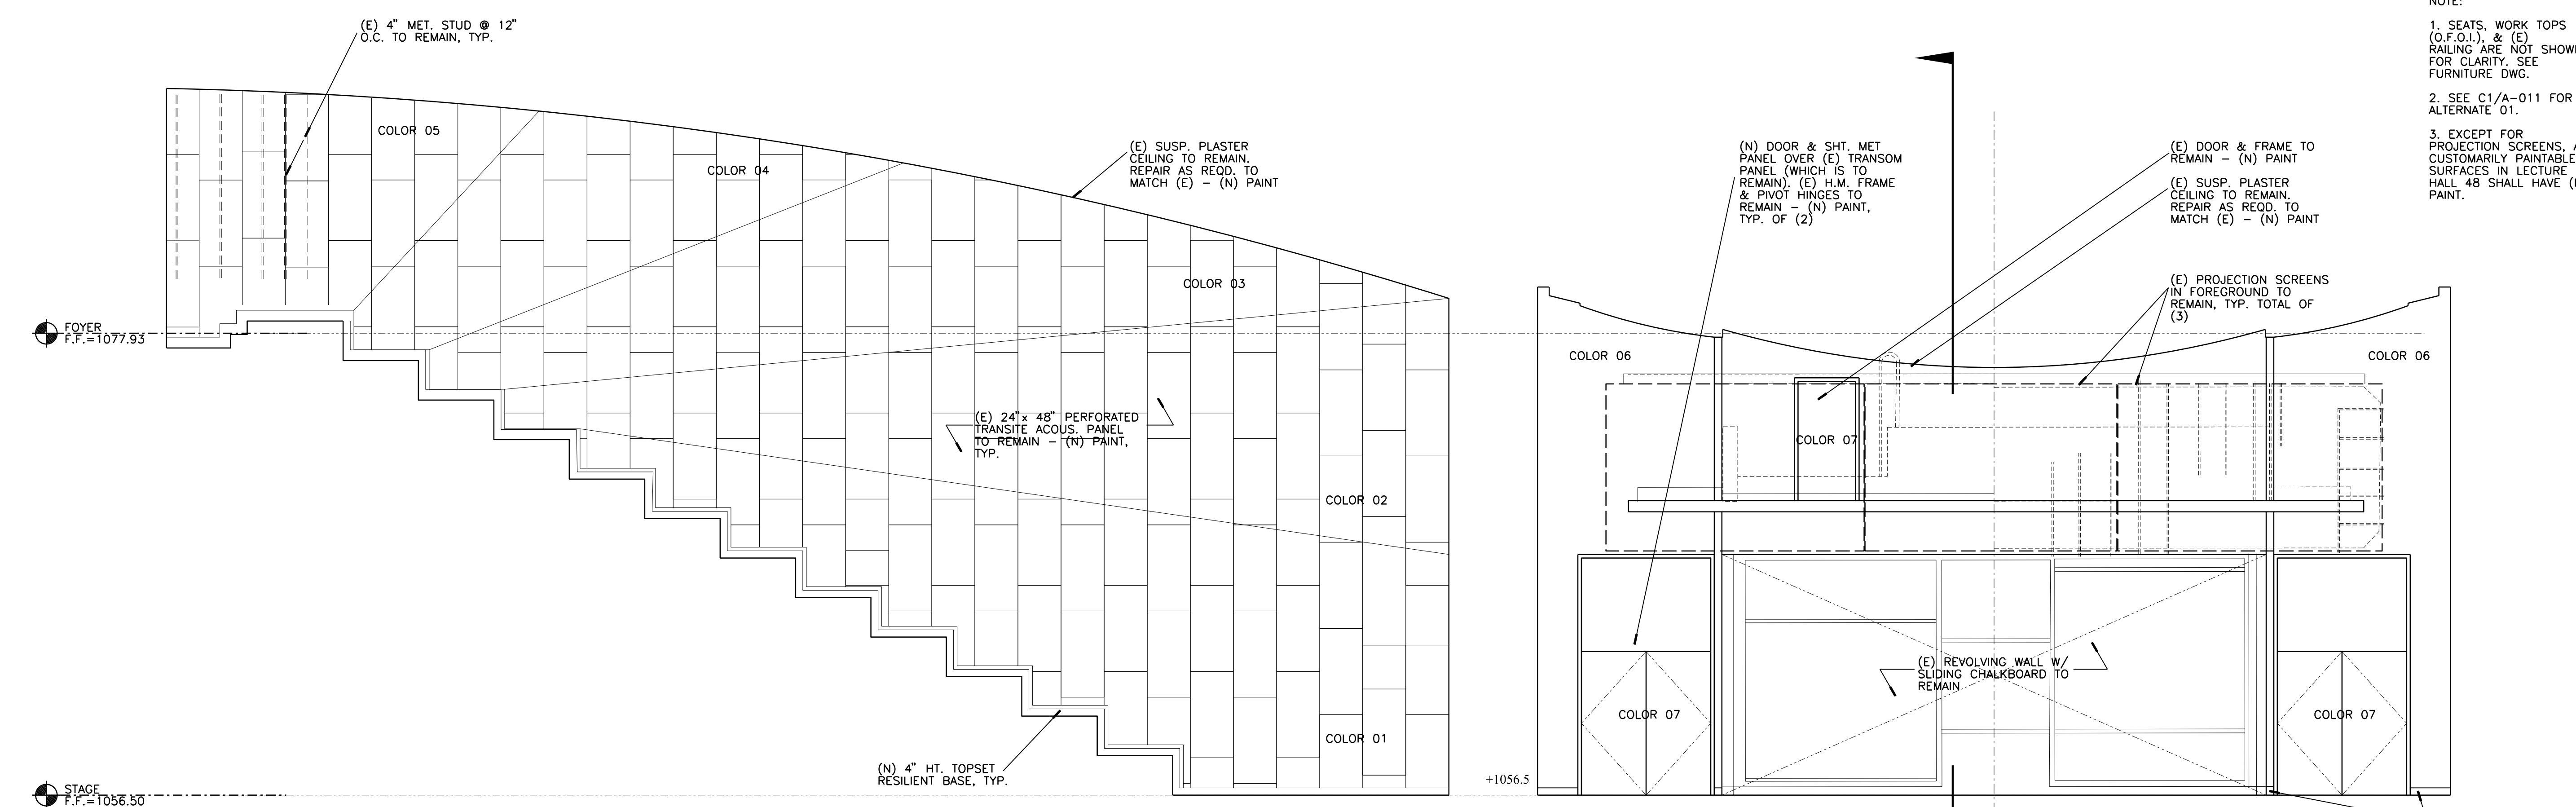 (E) 4" MET. STUD @ 12"
O.C. TO REMAIN, TYP.
COLOR 05
COLOR 04
(E) SUSP. PLASTER
CEILING TO REMAIN.
REPAIR AS REQD. TO
MATCH (E) – (N) PAINT
COLOR 03
FOYER
F.F.=1077.93
(E) 24"x 48" PERFORATED
TRANSITE ACOUS. PANEL
TO REMAIN – (N) PAINT,
TYP.
COLOR 02
COLOR 01
(N) 4" HT. TOPSET
RESILIENT BASE, TYP.
STAGE
F.F.=1056.50
+1056.5
(N) DOOR & SHT. MET
PANEL OVER (E) TRANSOM
PANEL (WHICH IS TO
REMAIN). (E) H.M. FRAME
& PIVOT HINGES TO
REMAIN – (N) PAINT,
TYP. OF (2)
(E) DOOR & FRAME TO
REMAIN – (N) PAINT
(E) SUSP. PLASTER
CEILING TO REMAIN.
REPAIR AS REQD. TO
MATCH (E) – (N) PAINT
(E) PROJECTION SCREENS
IN FOREGROUND TO
REMAIN, TYP. TOTAL OF
(3)
COLOR 06
COLOR 06
COLOR 07
(E) REVOLVING WALL W/
SLIDING CHALKBOARD TO
REMAIN
COLOR 07
COLOR 07
NOTE:
1. SEATS, WORK TOPS
(O.F.O.I.), & (E)
RAILING ARE NOT
FOR CLARITY. SEE
FURNITURE DWG.
2. SEE C1/A-011 FOR
ALTERNATE 01.
3. EXCEPT FOR
PROJECTION SCREENS,
CUSTOMARILY PAINTABLE
SURFACES IN LECTURE
HALL 48 SHALL HAVE
PAINT.